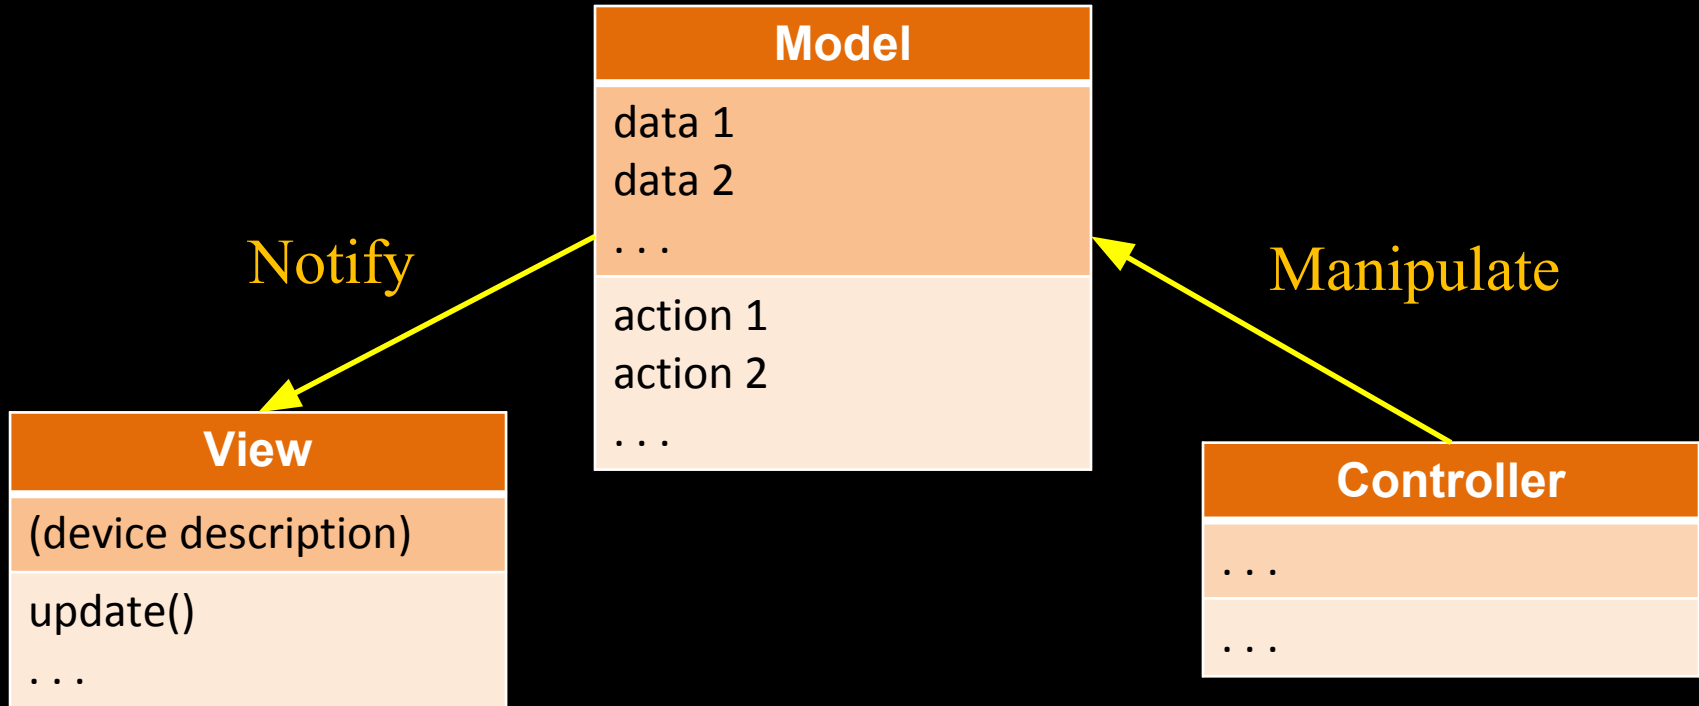 Model
data 1
data 2
. . .
action 1
action 2
. . .
Notify
Manipulate
View
(device description)
update()
. . .
Controller
. . .
. . .